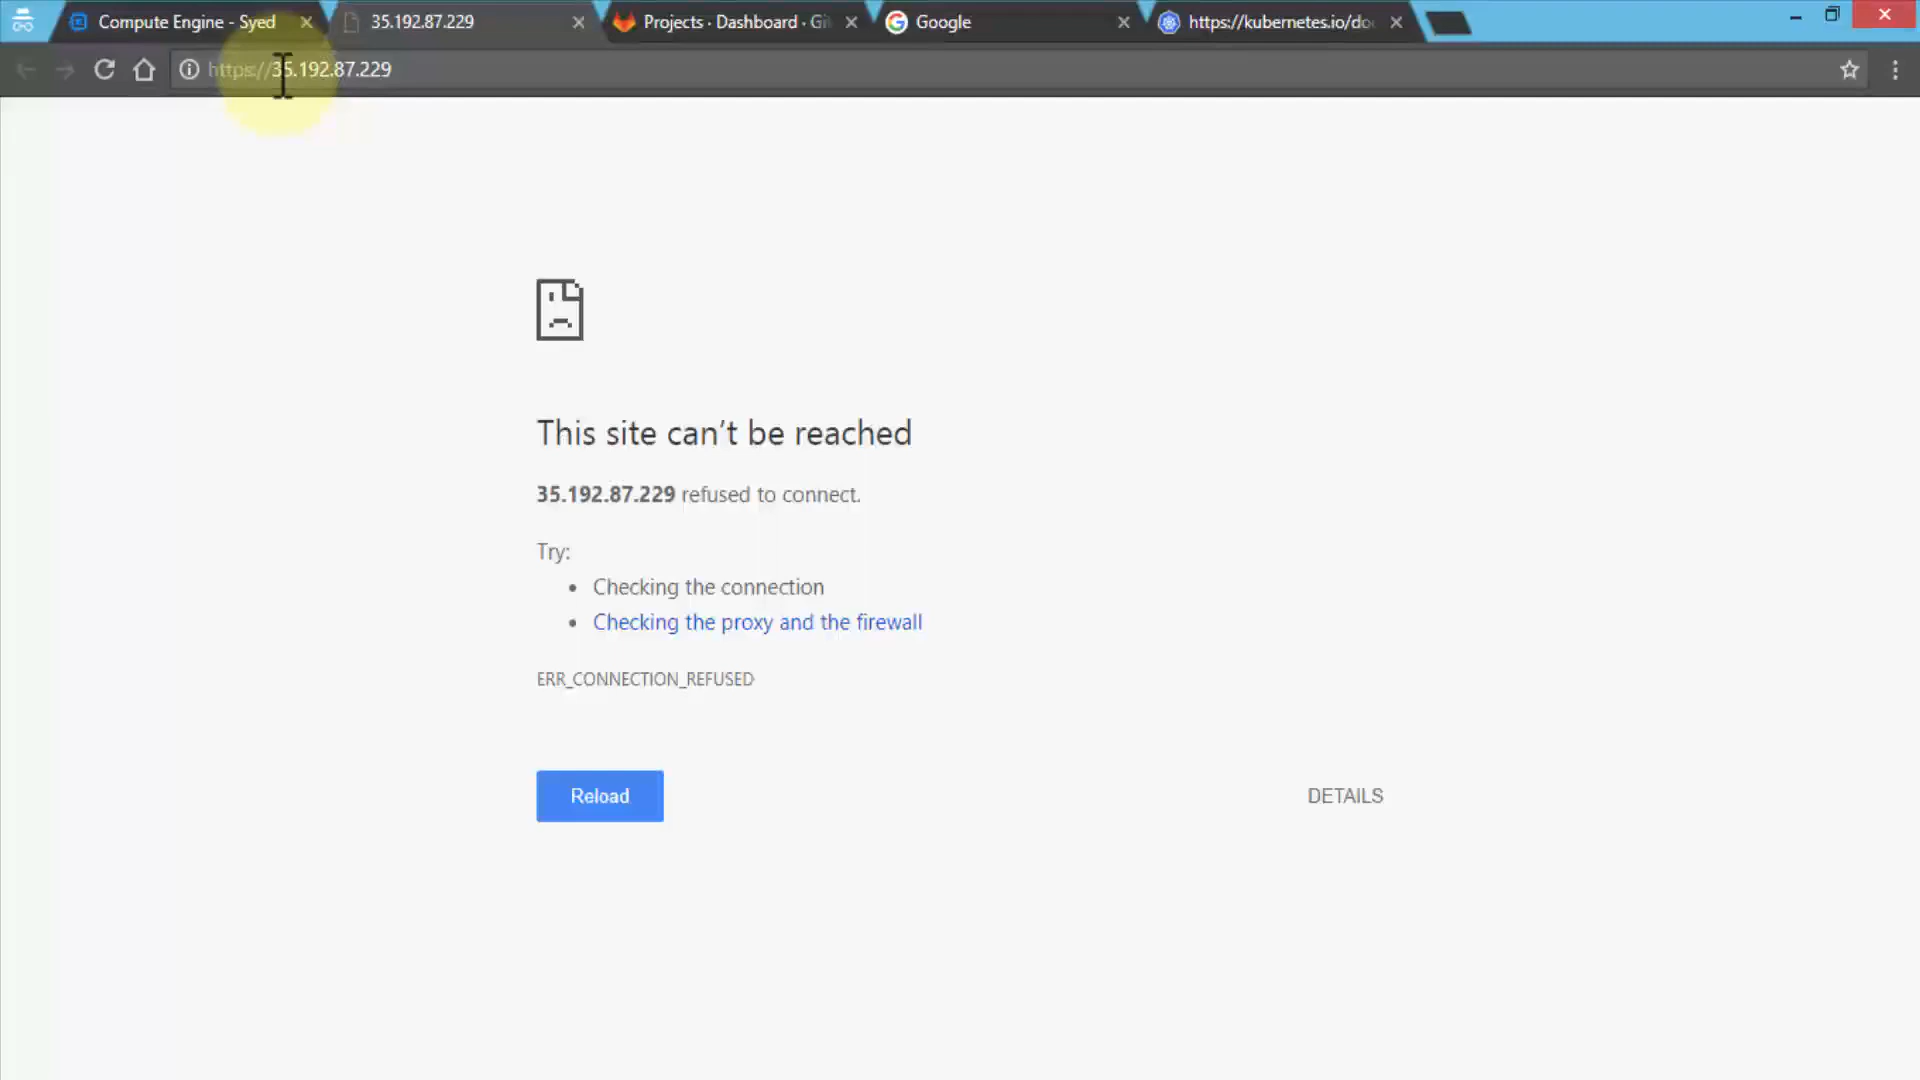 Compute Engine - Syed
35.192.87.229
Projects · Dashboard · Git
Google
https://kubernetes.io/doc
https://35.192.87.229
This site can't be reached
35.192.87.229 refused to connect.
Try:
• Checking the connection
• Checking the proxy and the firewall
ERR_CONNECTION_REFUSED
Reload
DETAILS